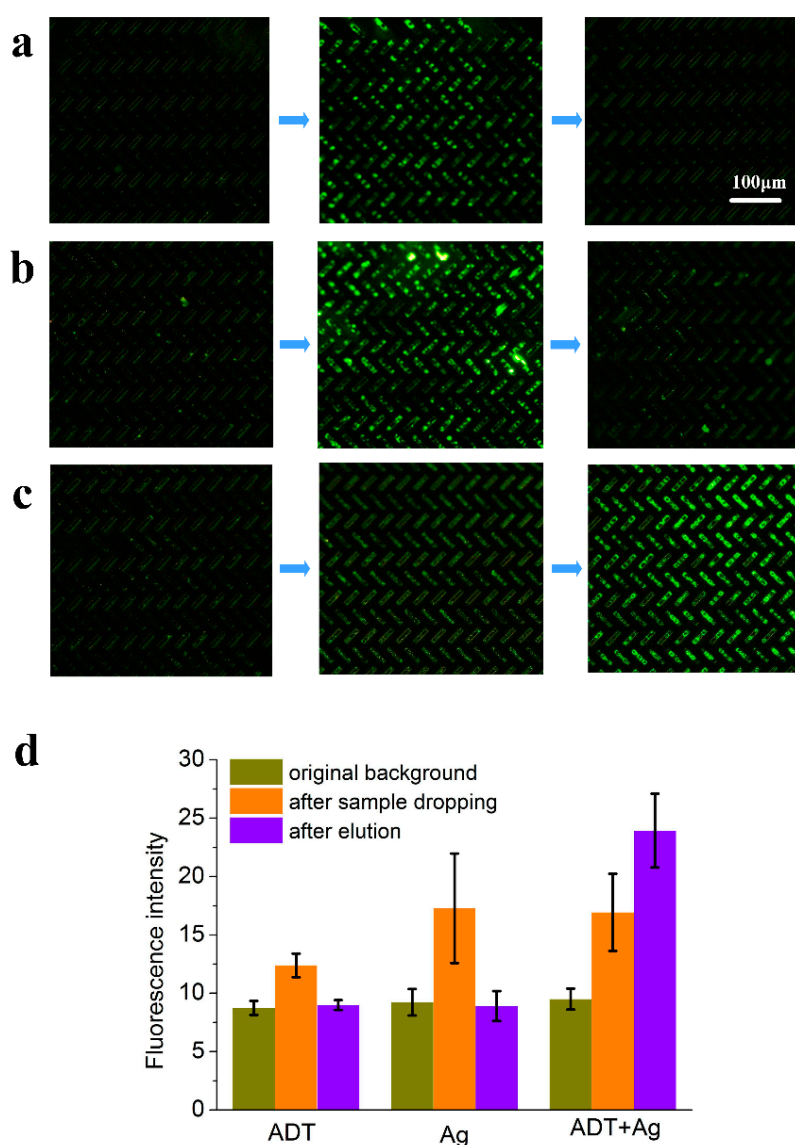 a
100µm
b
c
d
30
25
20
15
10
5
0
Fluorescence intensity
original background
after sample dropping
after elution
ADT
Ag
ADT+Ag